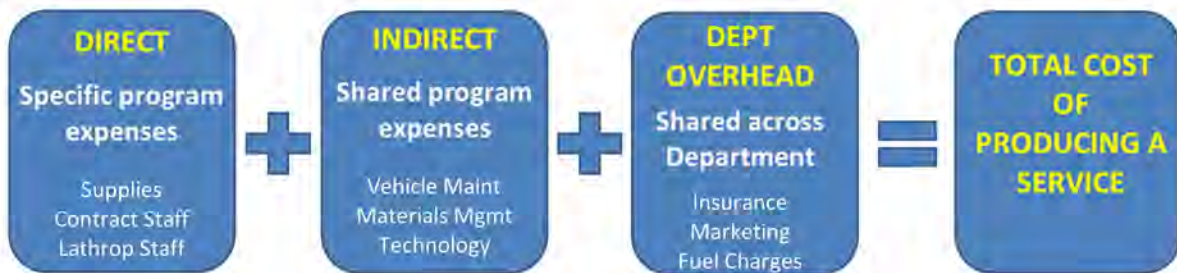 DIRECT
Specific program
expenses
Supplies
Contract Staff
Lathrop Staff
INDIRECT
Shared program
expenses
Vehicle Maint
Materials Mgmt
Technology
DEPT
OVERHEAD
Shared across
Department
Insurance
Marketing
Fuel Charges
TOTAL COST
OF
PRODUCING A
SERVICE